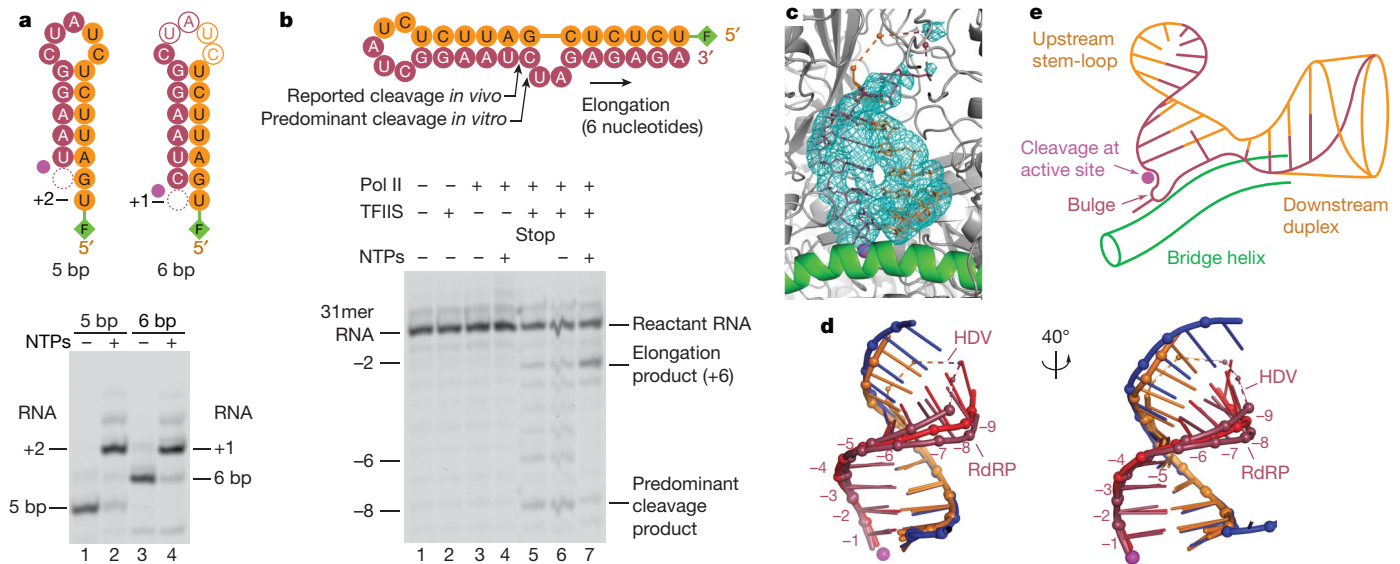 a
U A U
C C
G U
G C
A U
A U
U A
G
+2 U
F
5′
5 bp
U A U
C C
G U
G C
A U
A U
U A
C G
+1 U
F
5′
6 bp
5 bp 6 bp
NTPs – + – +
RNA
+2
5 bp
RNA
+1
6 bp
1 2 3 4
b
A U C U C U U A G C U C U C U F 5′
U C G G A A U C U A G A G A G A 3′
Reported cleavage in vivo
Predominant cleavage in vitro
Elongation
(6 nucleotides)
Pol II – – + + + + +
TFIIS – + – – + + +
Stop
NTPs – – – + – +
31mer
RNA
–2
–6
–8
Reactant RNA
Elongation
product (+6)
Predominant
cleavage
product
1 2 3 4 5 6 7
c
d
HDV
–9
–8
–7
–6
–5
–4
–3
–2
–1
RdRP
40°
HDV
–9
–8
–7
–6
–5
–4
–3
–2
–1
RdRP
e
Upstream
stem-loop
Cleavage at
active site
Bulge
Downstream
duplex
Bridge helix